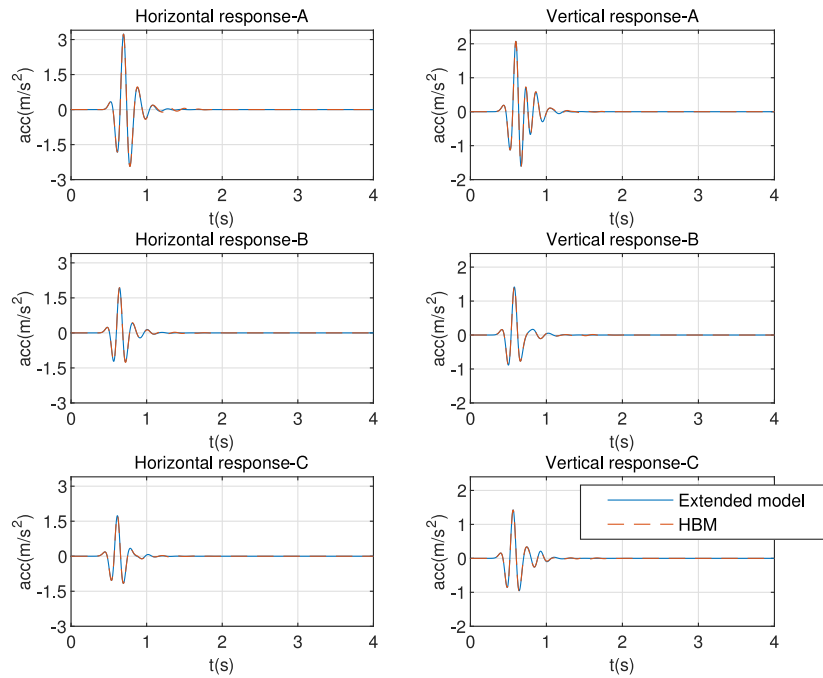 Horizontal response-A
acc(m/s²)
3
1.5
0
-1.5
-3
0 1 2 3 4
t(s)
Vertical response-A
acc(m/s²)
2
1
0
-1
-2
0 1 2 3 4
t(s)
Horizontal response-B
acc(m/s²)
3
1.5
0
-1.5
-3
0 1 2 3 4
t(s)
Vertical response-B
acc(m/s²)
2
1
0
-1
-2
0 1 2 3 4
t(s)
Horizontal response-C
acc(m/s²)
3
1.5
0
-1.5
-3
0 1 2 3 4
t(s)
Vertical response-C
acc(m/s²)
2
1
0
-1
-2
0 1 2 3 4
t(s)
Extended model
HBM